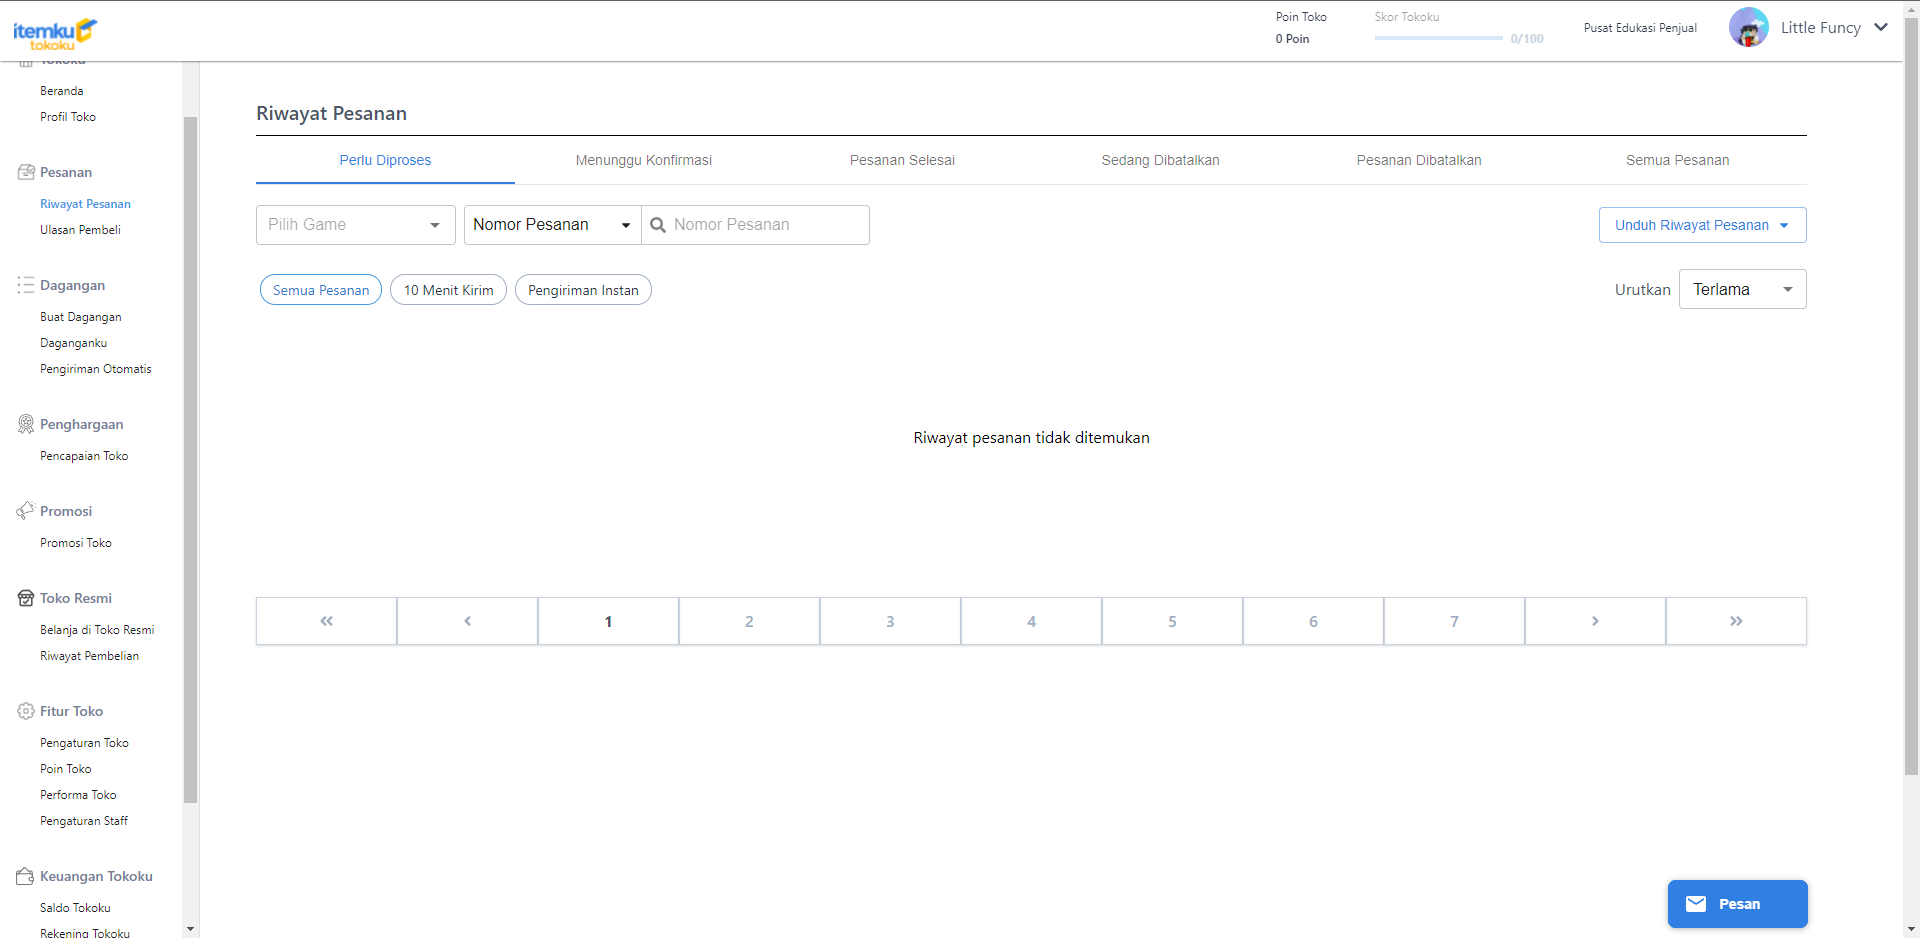 itemku
tokoku
Poin Toko
0 Poin
Skor Tokoku
0/100
Pusat Edukasi Penjual
Little Funcy
Tokoku
Beranda
Profil Toko
Pesanan
Riwayat Pesanan
Ulasan Pembeli
Dagangan
Buat Dagangan
Daganganku
Pengiriman Otomatis
Penghargaan
Pencapaian Toko
Promosi
Promosi Toko
Toko Resmi
Belanja di Toko Resmi
Riwayat Pembelian
Fitur Toko
Pengaturan Toko
Poin Toko
Performa Toko
Pengaturan Staff
Keuangan Tokoku
Saldo Tokoku
Rekening Tokoku
Riwayat Pesanan
Perlu Diproses Menunggu Konfirmasi Pesanan Selesai Sedang Dibatalkan Pesanan Dibatalkan Semua Pesanan
Pilih Game Nomor Pesanan Nomor Pesanan Unduh Riwayat Pesanan
Semua Pesanan 10 Menit Kirim Pengiriman Instan Urutkan Terlama
Riwayat pesanan tidak ditemukan
« ‹ 1 2 3 4 5 6 7 › »
Pesan